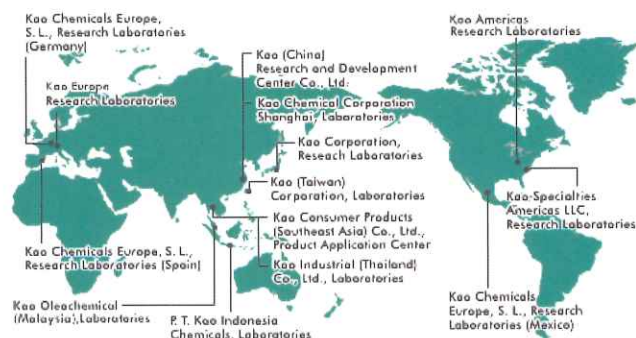 Kao Chemicals Europe,
S. L., Research Laboratories
(Germany)
Kao Europe
Research Laboratories
Kao (China)
Research and Development
Center Co., Ltd.
Kao Chemical Corporation
Shanghai, Laboratories
Kao Corporation,
Reseach Laboratories
Kao (Taiwan)
Corporation, Laboratories
Kao Consumer Products
(Southeast Asia) Co., Ltd.,
Product Application Center
Kao Industrial (Thailand)
Co., Ltd., Laboratories
Kao Chemicals Europe, S. L.,
Research Laboratories (Spain)
Kao Oleochemical
(Malaysia),Laboratories
P. T. Kao Indonesia
Chemicals, Laboratories
Kao Americas
Research Laboratories
Kao Specialties
Americas LLC,
Research Laboratories
Kao Chemicals
Europe, S. L., Research
Laboratories (Mexico)